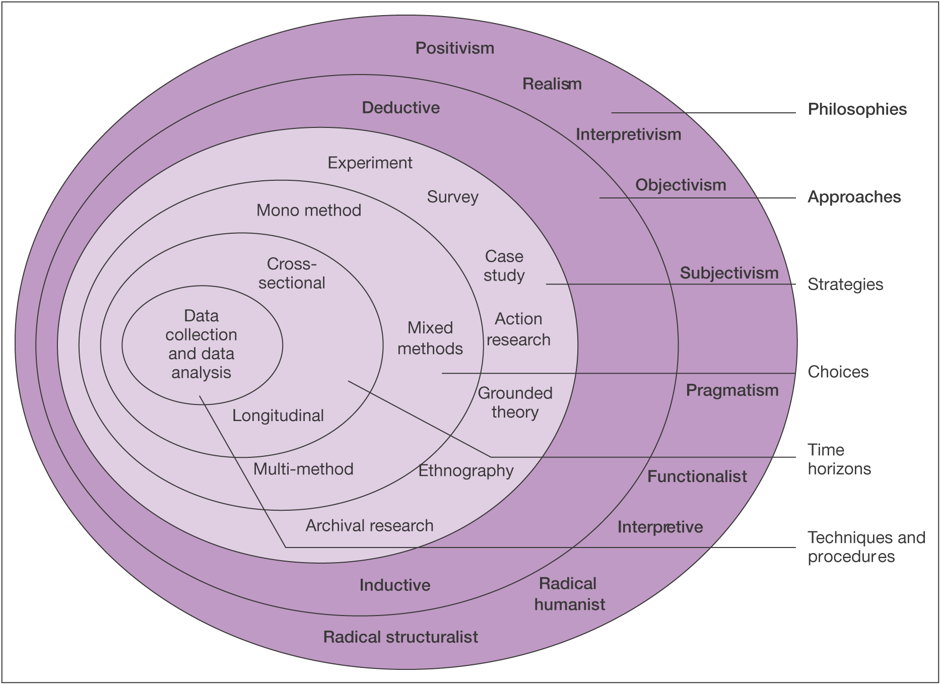 Positivism
Realism
Deductive
Philosophies
Interpretivism
Experiment
Survey
Objectivism
Approaches
Mono method
Cross-
sectional
Case
study
Subjectivism
Strategies
Data
collection
and data
analysis
Mixed
methods
Action
research
Choices
Grounded
theory
Pragmatism
Longitudinal
Time
horizons
Multi-method
Ethnography
Functionalist
Archival research
Interpretive
Techniques and
procedures
Inductive
Radical
humanist
Radical structuralist